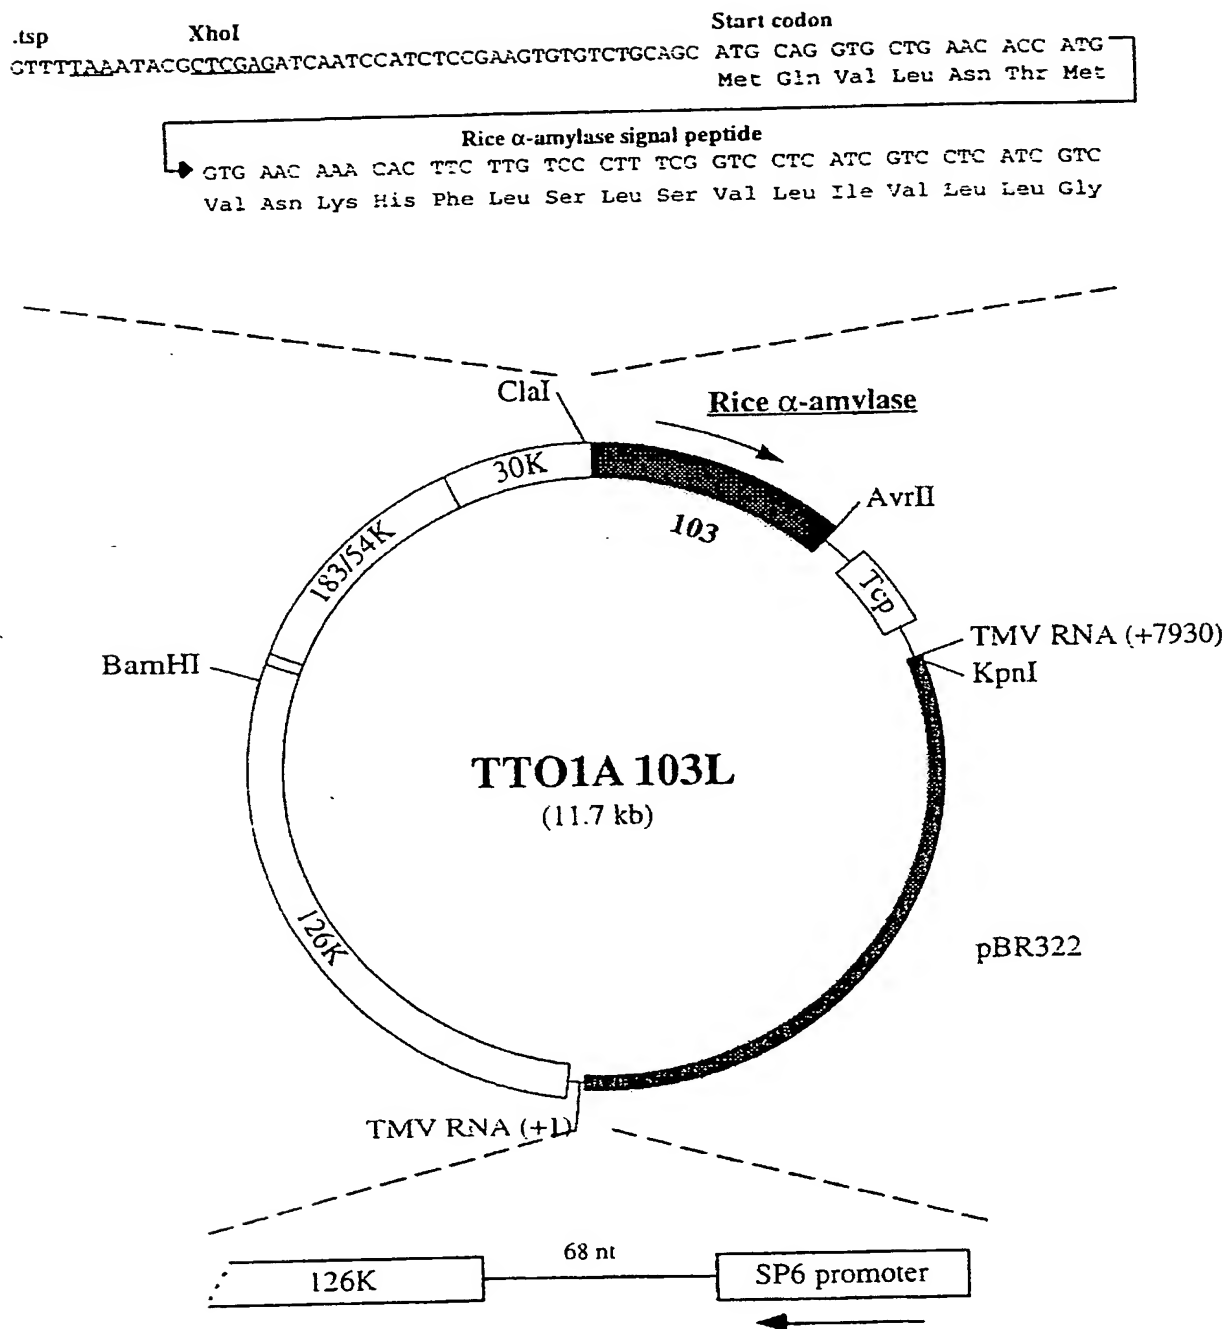 .tsp XhoI Start codon
GTTTTAAATACGCTCGAGATCAATCCATCTCCGAAGTGTGTCTGCAGC ATG CAG GTG CTG AAC ACC ATG
Met Gln Val Leu Asn Thr Met
Rice α-amylase signal peptide
GTG AAC AAA CAC TTC TTG TCC CTT TCG GTC CTC ATC GTC CTC ATC GTC
Val Asn Lys His Phe Leu Ser Leu Ser Val Leu Ile Val Leu Leu Gly
ClaI
Rice α-amylase
30K
AvrII
103
183/54K
Tcp
TMV RNA (+7930)
BamHI
KpnI
TTO1A 103L
(11.7 kb)
126K
pBR322
TMV RNA (+1)
68 nt
126K
SP6 promoter